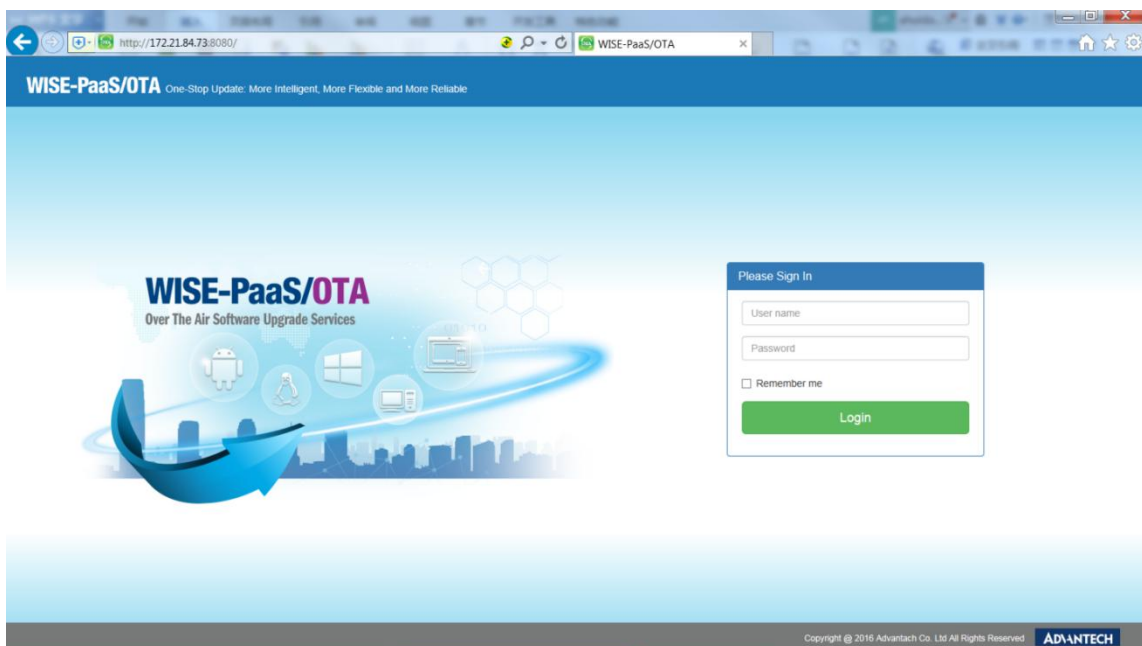 http://172.21.84.73:8080/
WISE-PaaS/OTA
WISE-PaaS/OTA One-Stop Update: More Intelligent, More Flexible and More Reliable
WISE-PaaS/OTA
Over The Air Software Upgrade Services
Please Sign In
User name
Password
Remember me
Login
Copyright @ 2016 Advantach Co. Ltd All Rights Reserved ADVANTECH